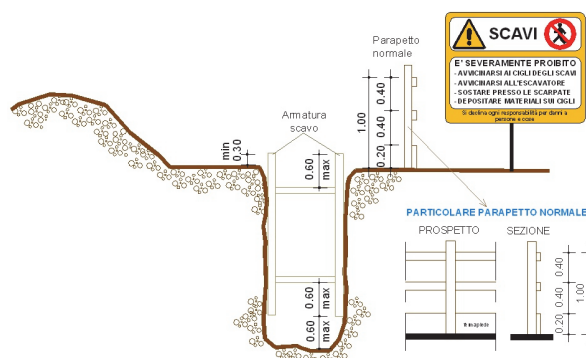 SCAVI
E' SEVERAMENTE PROIBITO
- AVVICINARSI AI CIGLI DEGLI SCAVI
- AVVICINARSI ALL'ESCAVATORE
- SOSTARE PRESSO LE SCARPATE
- DEPOSITARE MATERIALI SUI CIGLI
Si declina ogni responsabilità per danni a
persone e cose
Parapetto
normale
0.40
0.40
0.20
1.00
Armatura
scavo
min
0.30
0.60
max
0.60
max
0.60
max
PARTICOLARE PARAPETTO NORMALE
PROSPETTO
SEZIONE
0.40
0.40
0.20
1.00